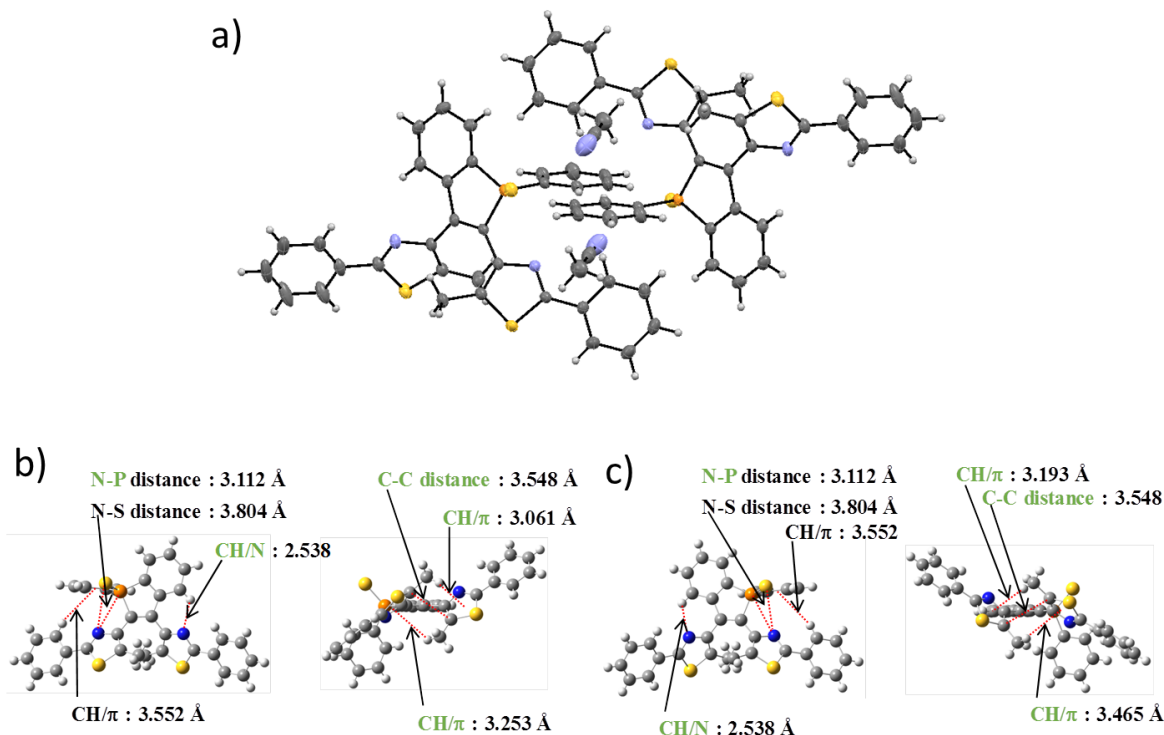 a)
b)
N-P distance : 3.112 Å
N-S distance : 3.804 Å
CH/N : 2.538
CH/π : 3.552 Å
C-C distance : 3.548 Å
CH/π : 3.061 Å
CH/π : 3.253 Å
c)
N-P distance : 3.112 Å
N-S distance : 3.804 Å
CH/π : 3.552
CH/N : 2.538 Å
CH/π : 3.193 Å
C-C distance : 3.548
CH/π : 3.465 Å